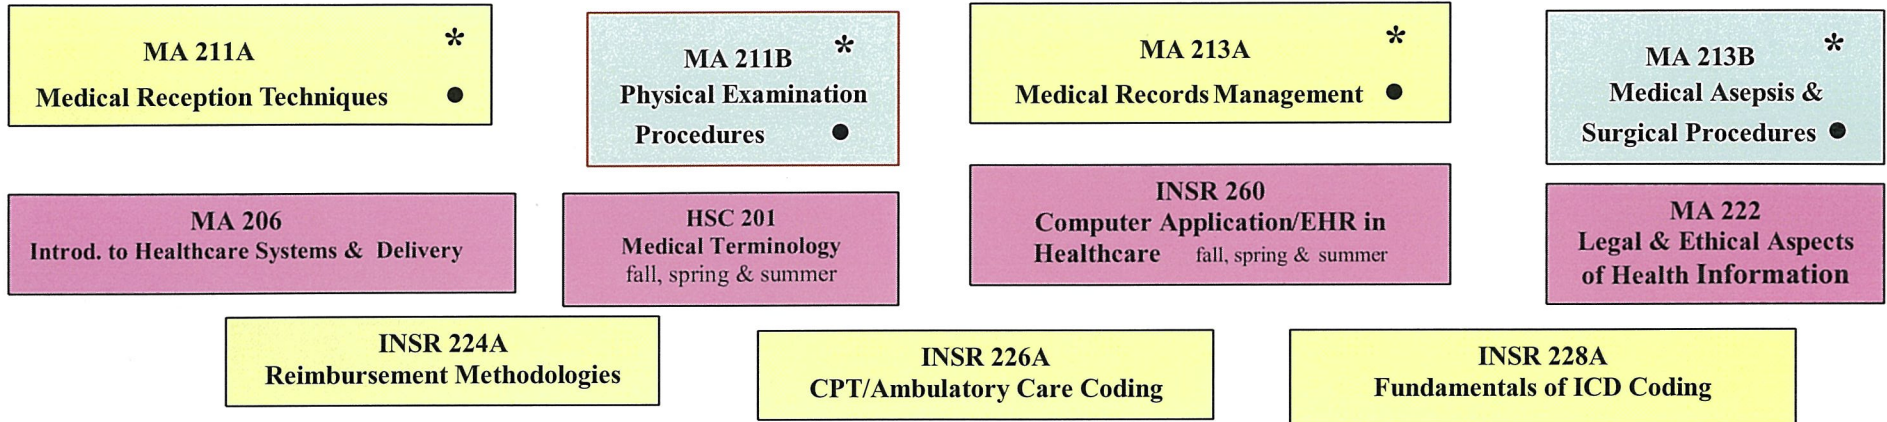 MA 211A *
Medical Reception Techniques ●
MA 211B *
Physical Examination
Procedures ●
MA 213A *
Medical Records Management ●
MA 213B *
Medical Asepsis &
Surgical Procedures ●
MA 206
Introd. to Healthcare Systems & Delivery
HSC 201
Medical Terminology
fall, spring & summer
INSR 260
Computer Application/EHR in
Healthcare fall, spring & summer
MA 222
Legal & Ethical Aspects
of Health Information
INSR 224A
Reimbursement Methodologies
INSR 226A
CPT/Ambulatory Care Coding
INSR 228A
Fundamentals of ICD Coding